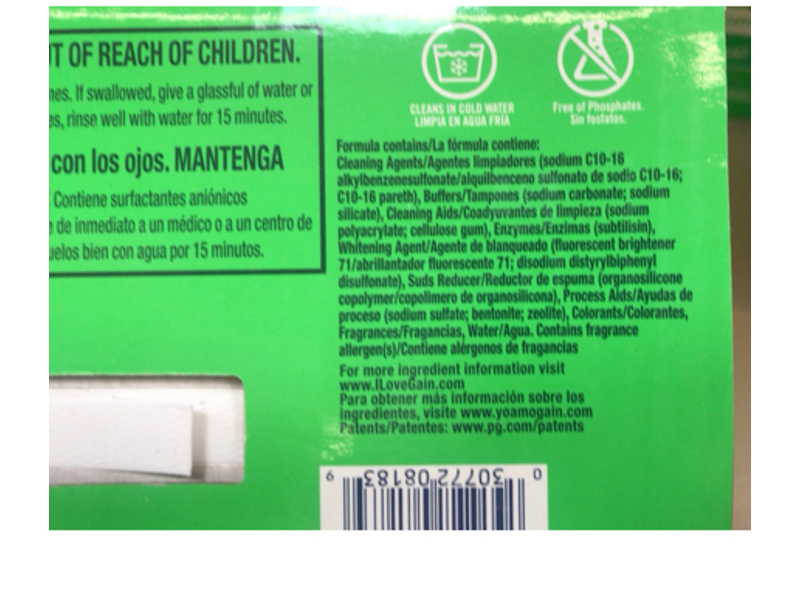 T OF REACH OF CHILDREN.
nes. If swallowed, give a glassful of water or
es, rinse well with water for 15 minutes.
con los ojos. MANTENGA
Contiene surfactantes aniónicos
e de inmediato a un médico o a un centro de
uelos bien con agua por 15 minutos.
CLEANS IN COLD WATER
LIMPIA EN AGUA FRÍA
Free of Phosphates.
Sin fosfatos.
Formula contains/La fórmula contiene:
Cleaning Agents/Agentes limpiadores (sodium C10-16
alkylbenzenesulfonate/alquilbenceno sulfonato de sodio C10-16;
C10-16 pareth), Buffers/Tampones (sodium carbonate; sodium
silicate), Cleaning Aids/Coadyuvantes de limpieza (sodium
polyacrylate; cellulose gum), Enzymes/Enzimas (subtilisin),
Whitening Agent/Agente de blanqueado (fluorescent brightener
71/abrillantador fluorescente 71; disodium distyrylbiphenyl
disulfonate), Suds Reducer/Reductor de espuma (organosilicone
copolymer/copolímero de organosilicona), Process Aids/Ayudas de
proceso (sodium sulfate; bentonite; zeolite), Colorants/Colorantes,
Fragrances/Fragancias, Water/Agua. Contains fragrance
allergen(s)/Contiene alérgenos de fragancias
For more ingredient information visit
www.ILoveGain.com
Para obtener más información sobre los
ingredientes, visite www.yoamogain.com
Patents/Patentes: www.pg.com/patents
0 30772 08183 9